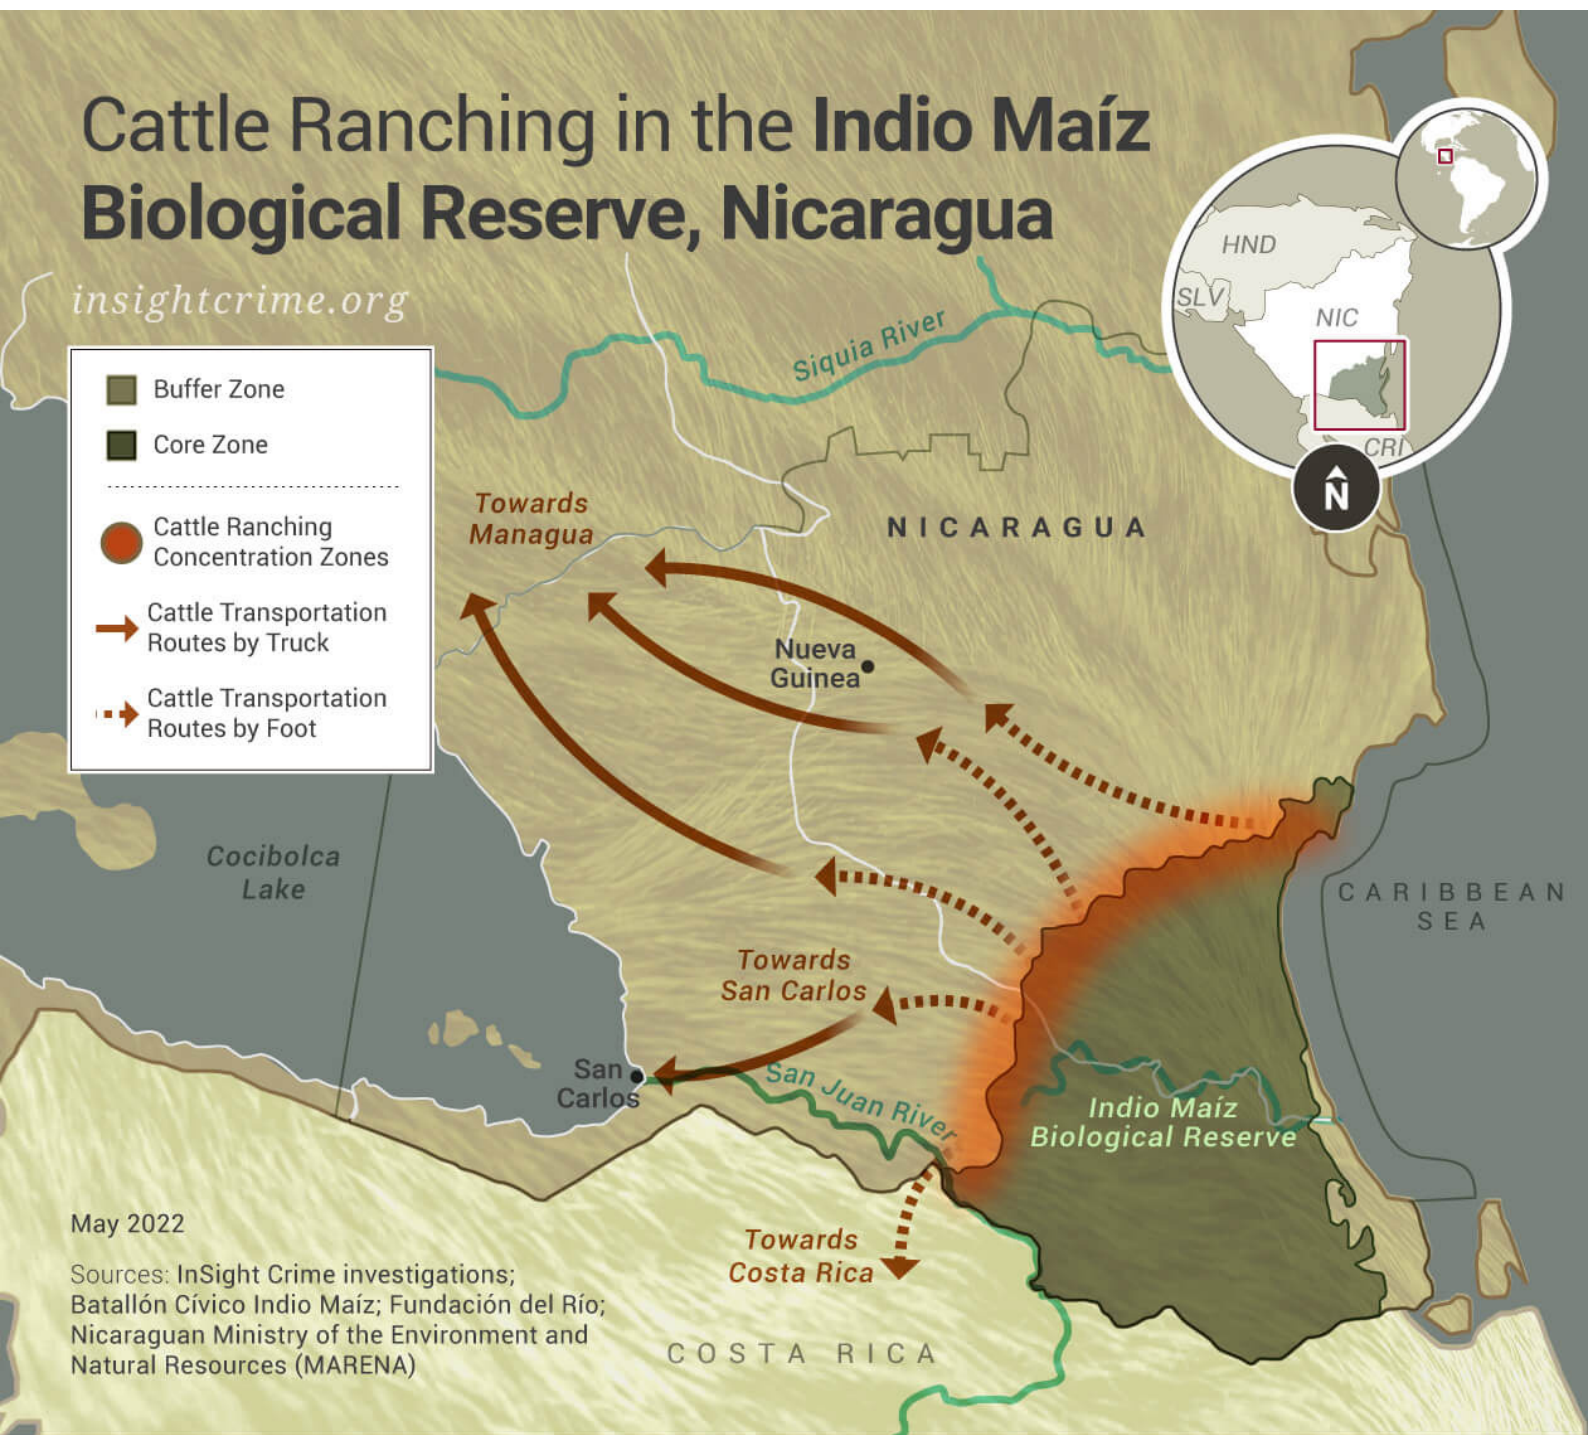 Cattle Ranching in the Indio Maíz
Biological Reserve, Nicaragua
insightcrime.org
Buffer Zone
Core Zone
Cattle Ranching
Concentration Zones
Cattle Transportation
Routes by Truck
Cattle Transportation
Routes by Foot
HND
SLV
NIC
CRI
N
Siquia River
Towards
Managua
NICARAGUA
Nueva
Guinea
Cocibolca
Lake
CARIBBEAN
SEA
Towards
San Carlos
San
Carlos
San Juan River
Indio Maíz
Biological Reserve
Towards
Costa Rica
COSTA RICA
May 2022
Sources: InSight Crime investigations;
Batallón Cívico Indio Maíz; Fundación del Río;
Nicaraguan Ministry of the Environment and
Natural Resources (MARENA)